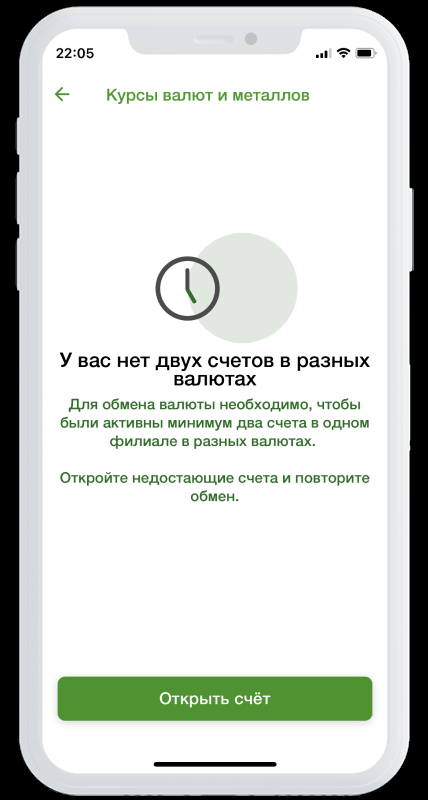 22:05
Курсы валют и металлов
У вас нет двух счетов в разных
валютах
Для обмена валюты необходимо, чтобы
были активны минимум два счета в одном
филиале в разных валютах.
Откройте недостающие счета и повторите
обмен.
Открыть счёт